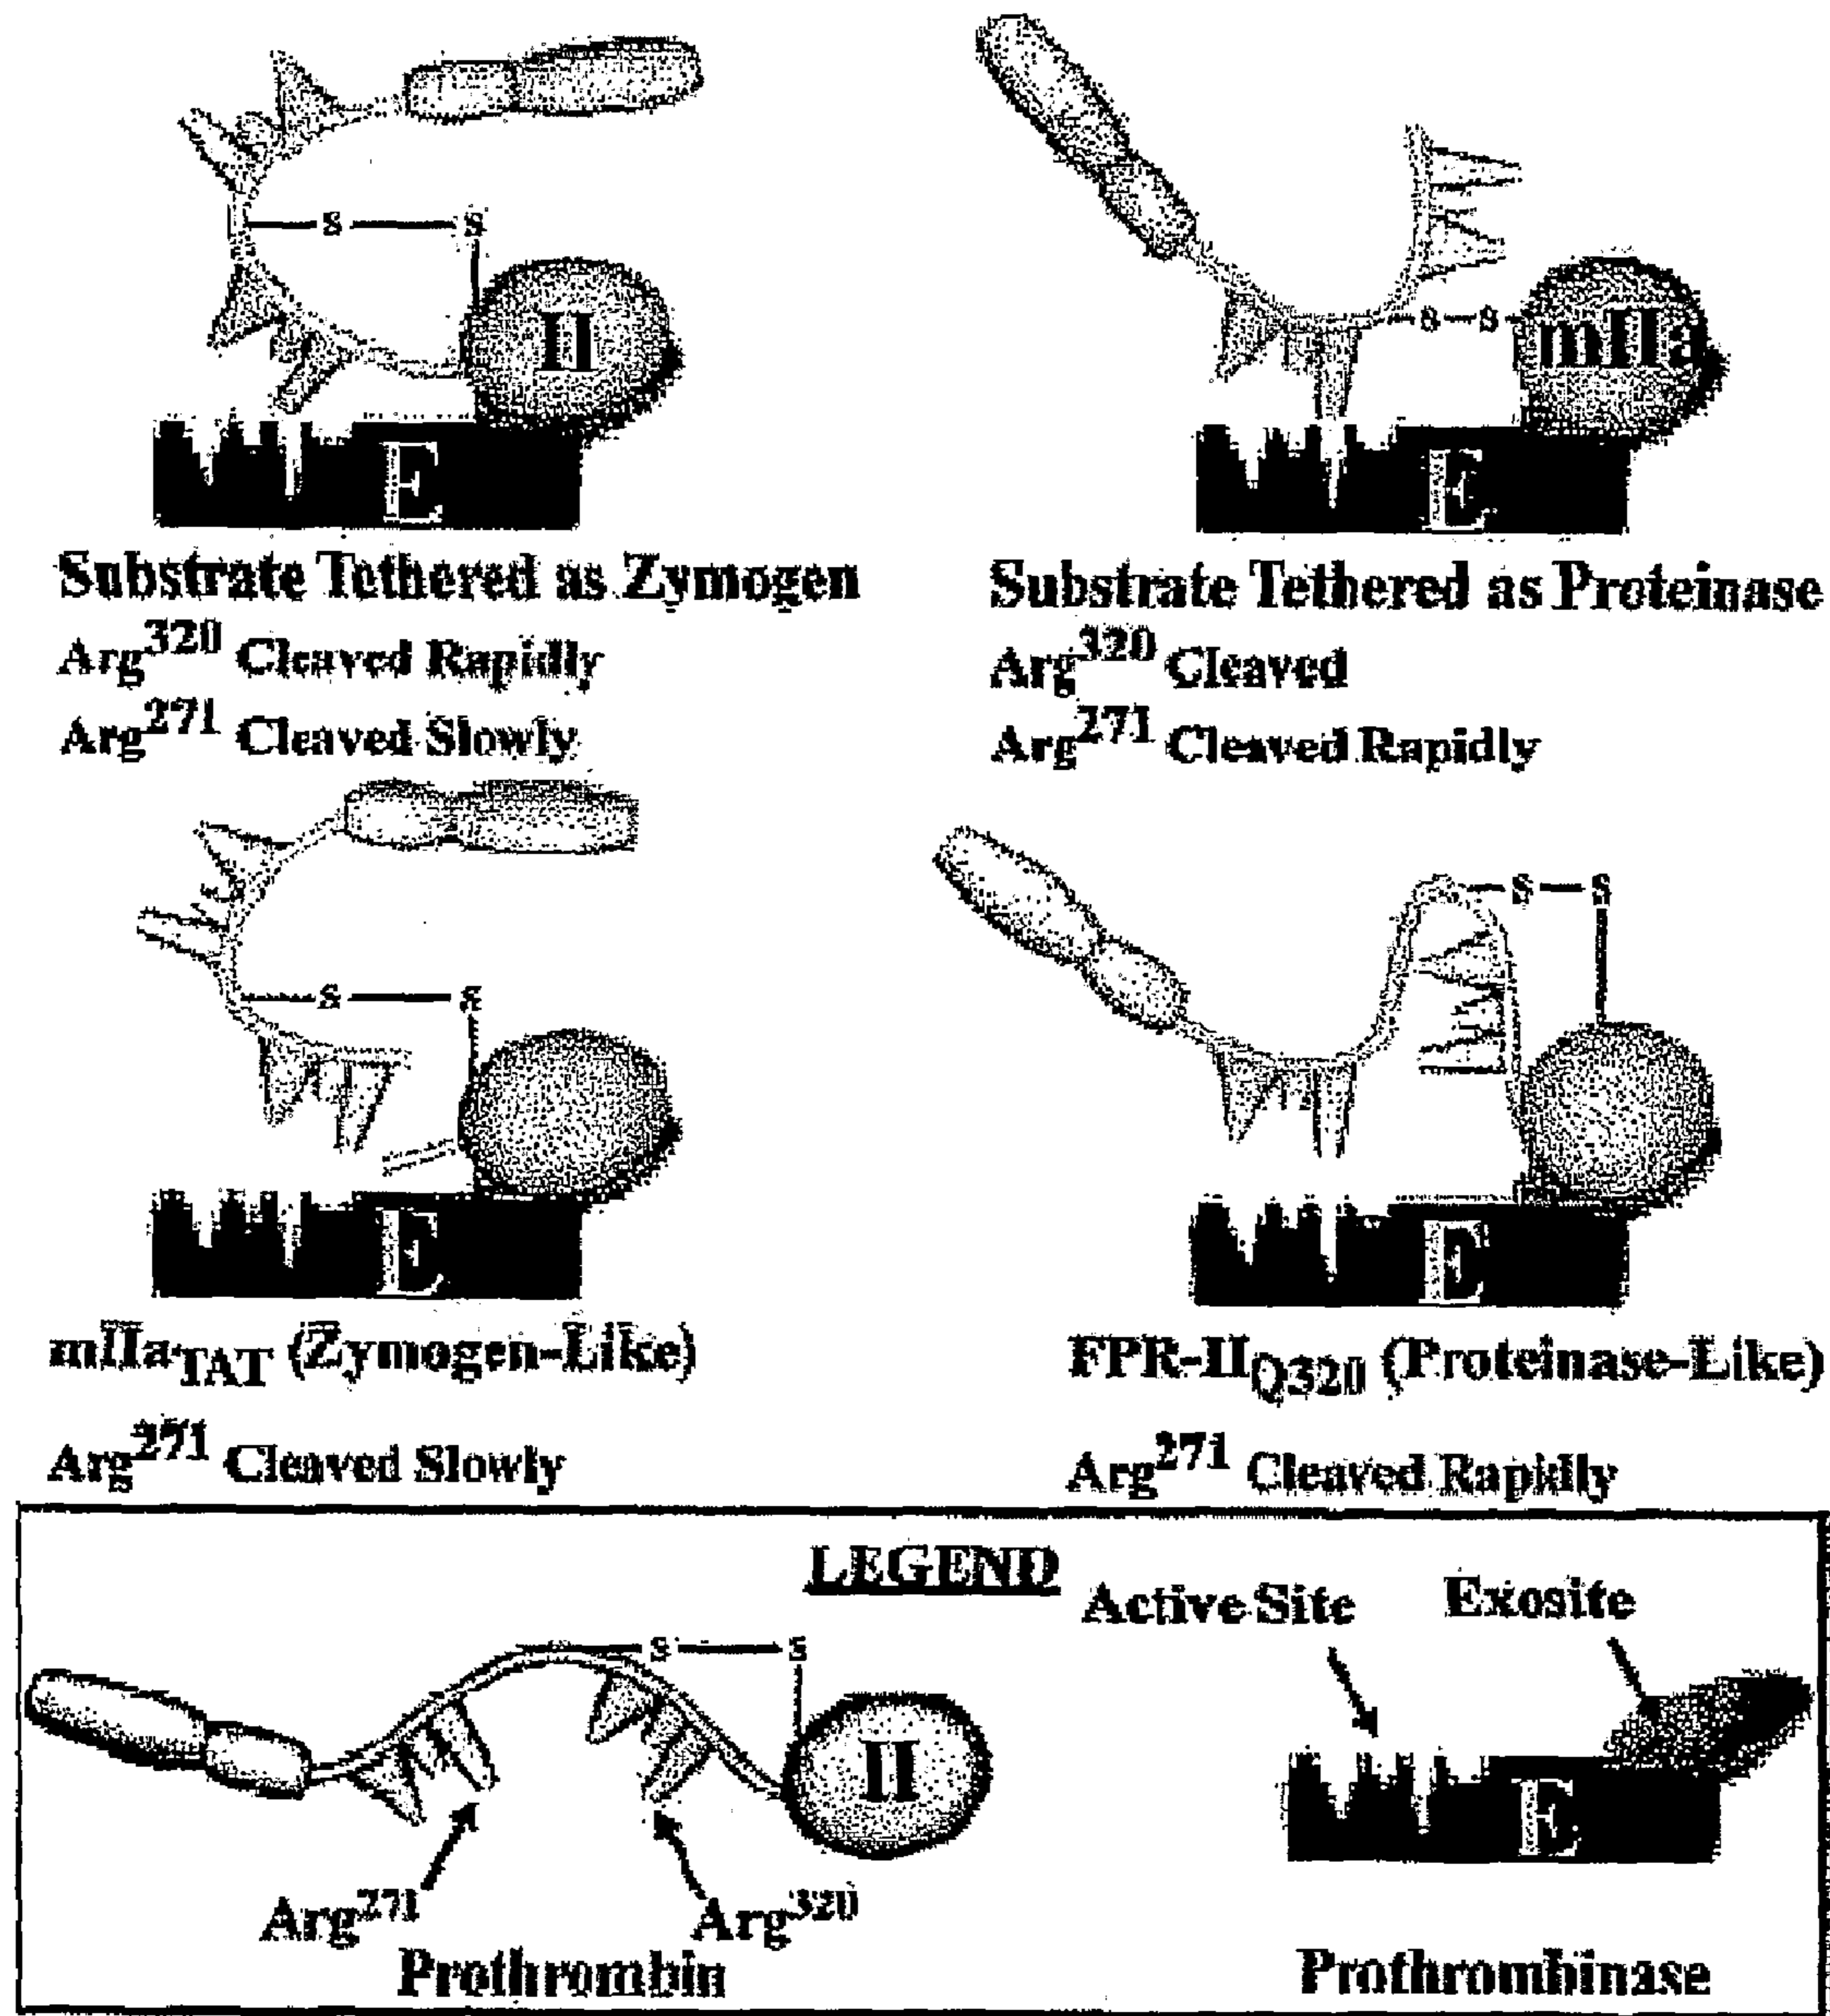 S S
II
E
Substrate Tethered as Zymogen
Arg320 Cleaved Rapidly
Arg271 Cleaved Slowly
S S
mIIa
E
Substrate Tethered as Proteinase
Arg320 Cleaved
Arg271 Cleaved Rapidly
S S
E
mIIaTAT (Zymogen-Like)
Arg271 Cleaved Slowly
S S
E
FPR-IIQ320 (Proteinase-Like)
Arg271 Cleaved Rapidly
LEGEND
S S
II
Arg271
Arg320
Prothrombin
Active Site
Exosite
E
Prothrombinase